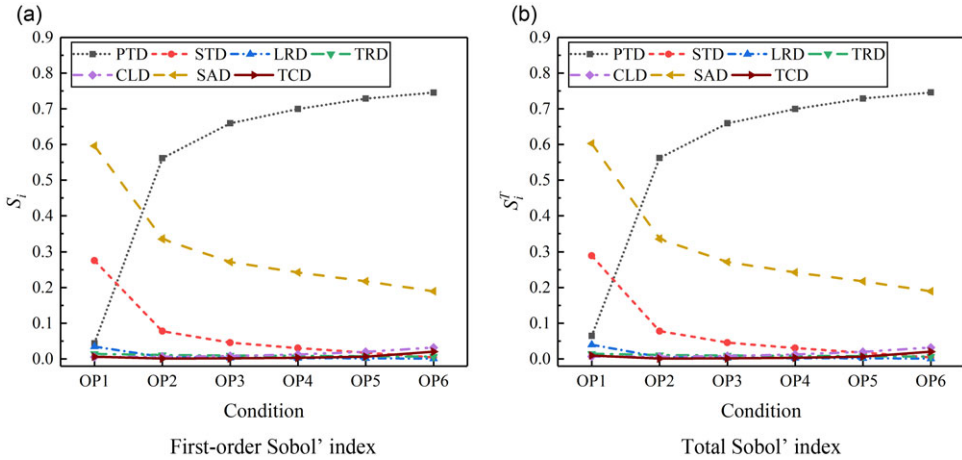 (a)
0.9
0.8
0.7
0.6
0.5
0.4
0.3
0.2
0.1
0.0
S_i
PTD STD LRD TRD
CLD SAD TCD
OP1 OP2 OP3 OP4 OP5 OP6
Condition
First-order Sobol’ index
(b)
0.9
0.8
0.7
0.6
0.5
0.4
0.3
0.2
0.1
0.0
S_i^T
PTD STD LRD TRD
CLD SAD TCD
OP1 OP2 OP3 OP4 OP5 OP6
Condition
Total Sobol’ index